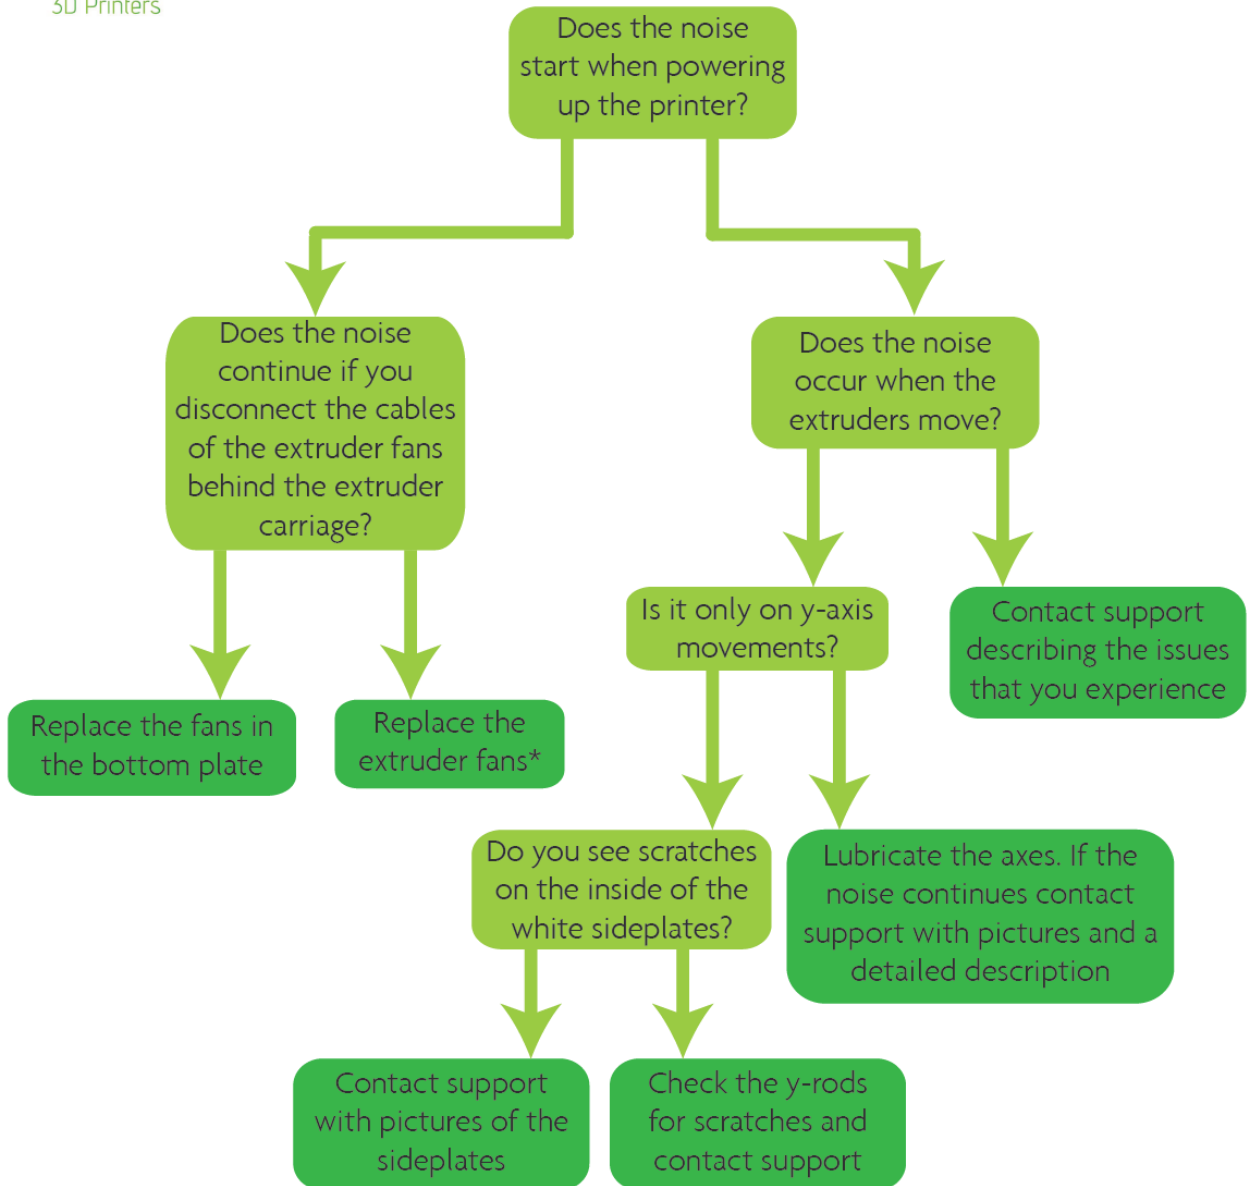 3D Printers
Does the noise
start when powering
up the printer?
Does the noise
continue if you
disconnect the cables
of the extruder fans
behind the extruder
carriage?
Does the noise
occur when the
extruders move?
Is it only on y-axis
movements?
Contact support
describing the issues
that you experience
Replace the fans in
the bottom plate
Replace the
extruder fans*
Do you see scratches
on the inside of the
white sideplates?
Lubricate the axes. If the
noise continues contact
support with pictures and a
detailed description
Contact support
with pictures of the
sideplates
Check the y-rods
for scratches and
contact support